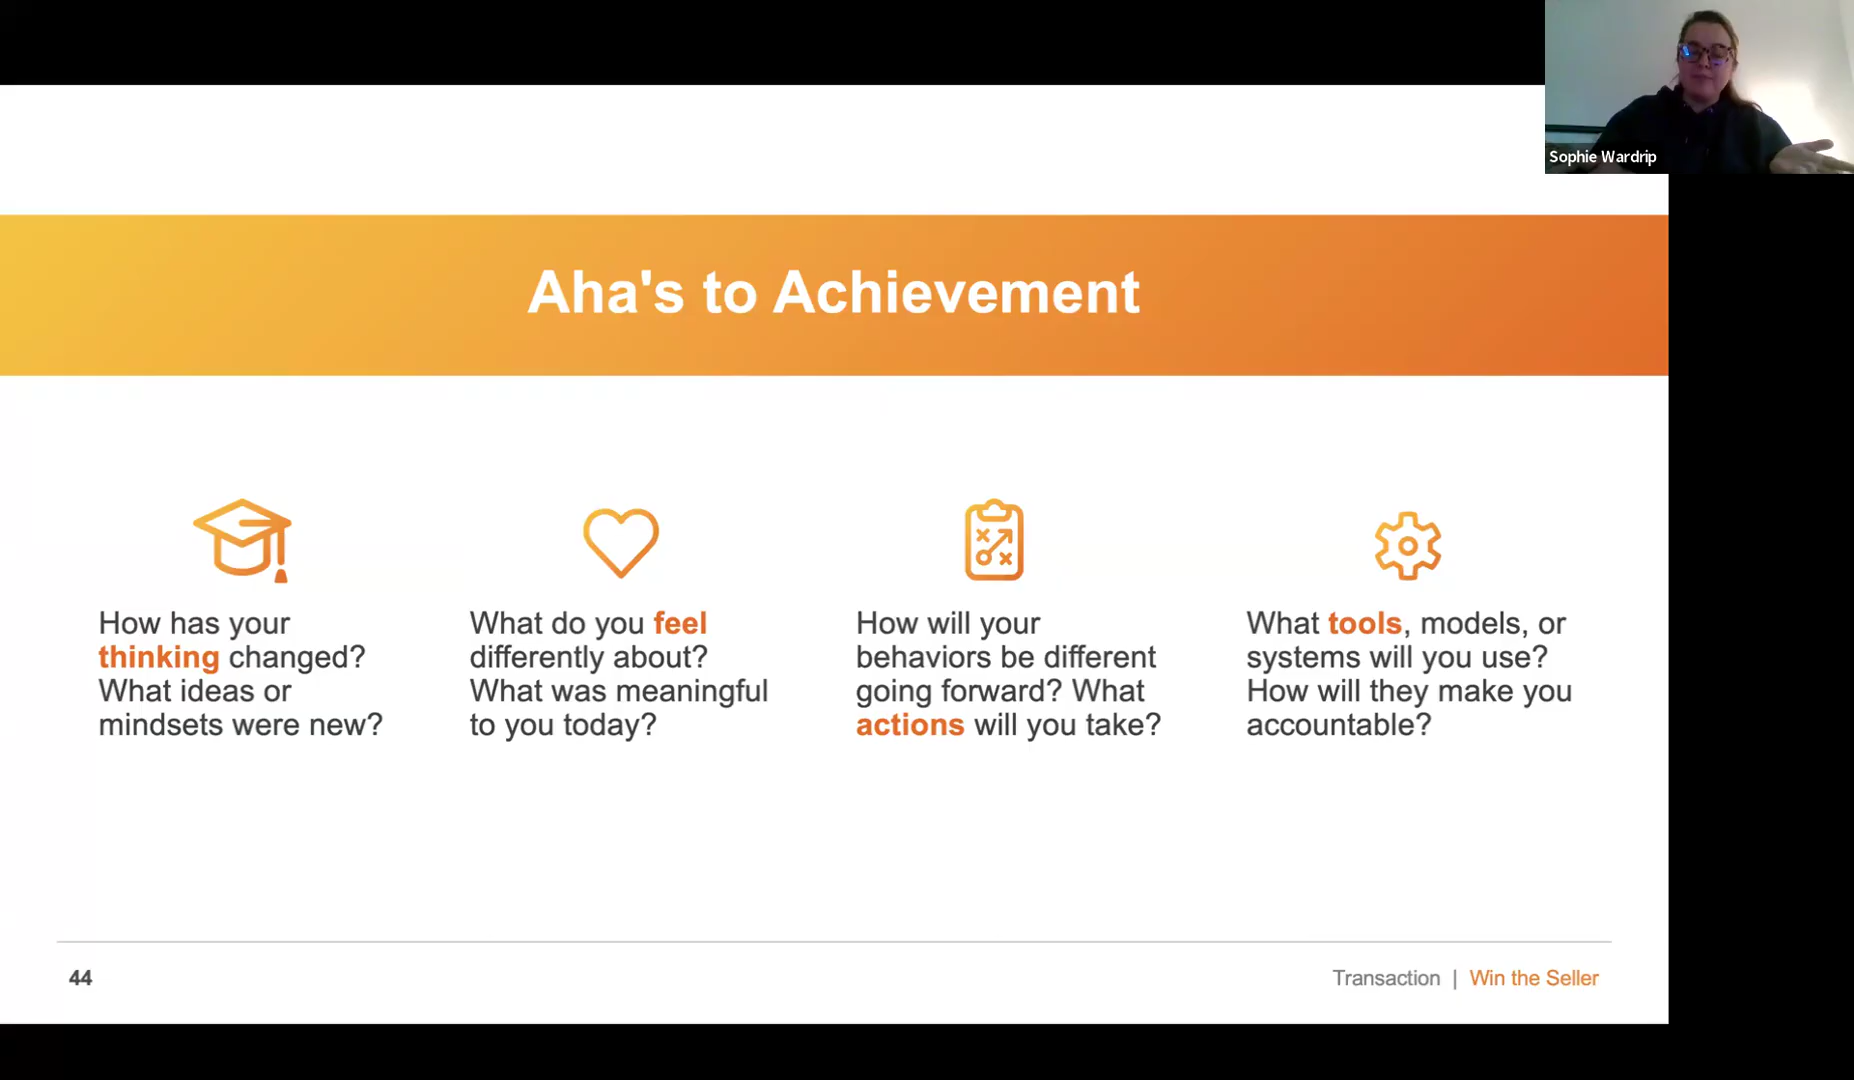 Sophie Wardrip
Aha's to Achievement
How has your
thinking changed?
What ideas or
mindsets were new?
What do you feel
differently about?
What was meaningful
to you today?
How will your
behaviors be different
going forward? What
actions will you take?
What tools, models, or
systems will you use?
How will they make you
accountable?
44
Transaction | Win the Seller